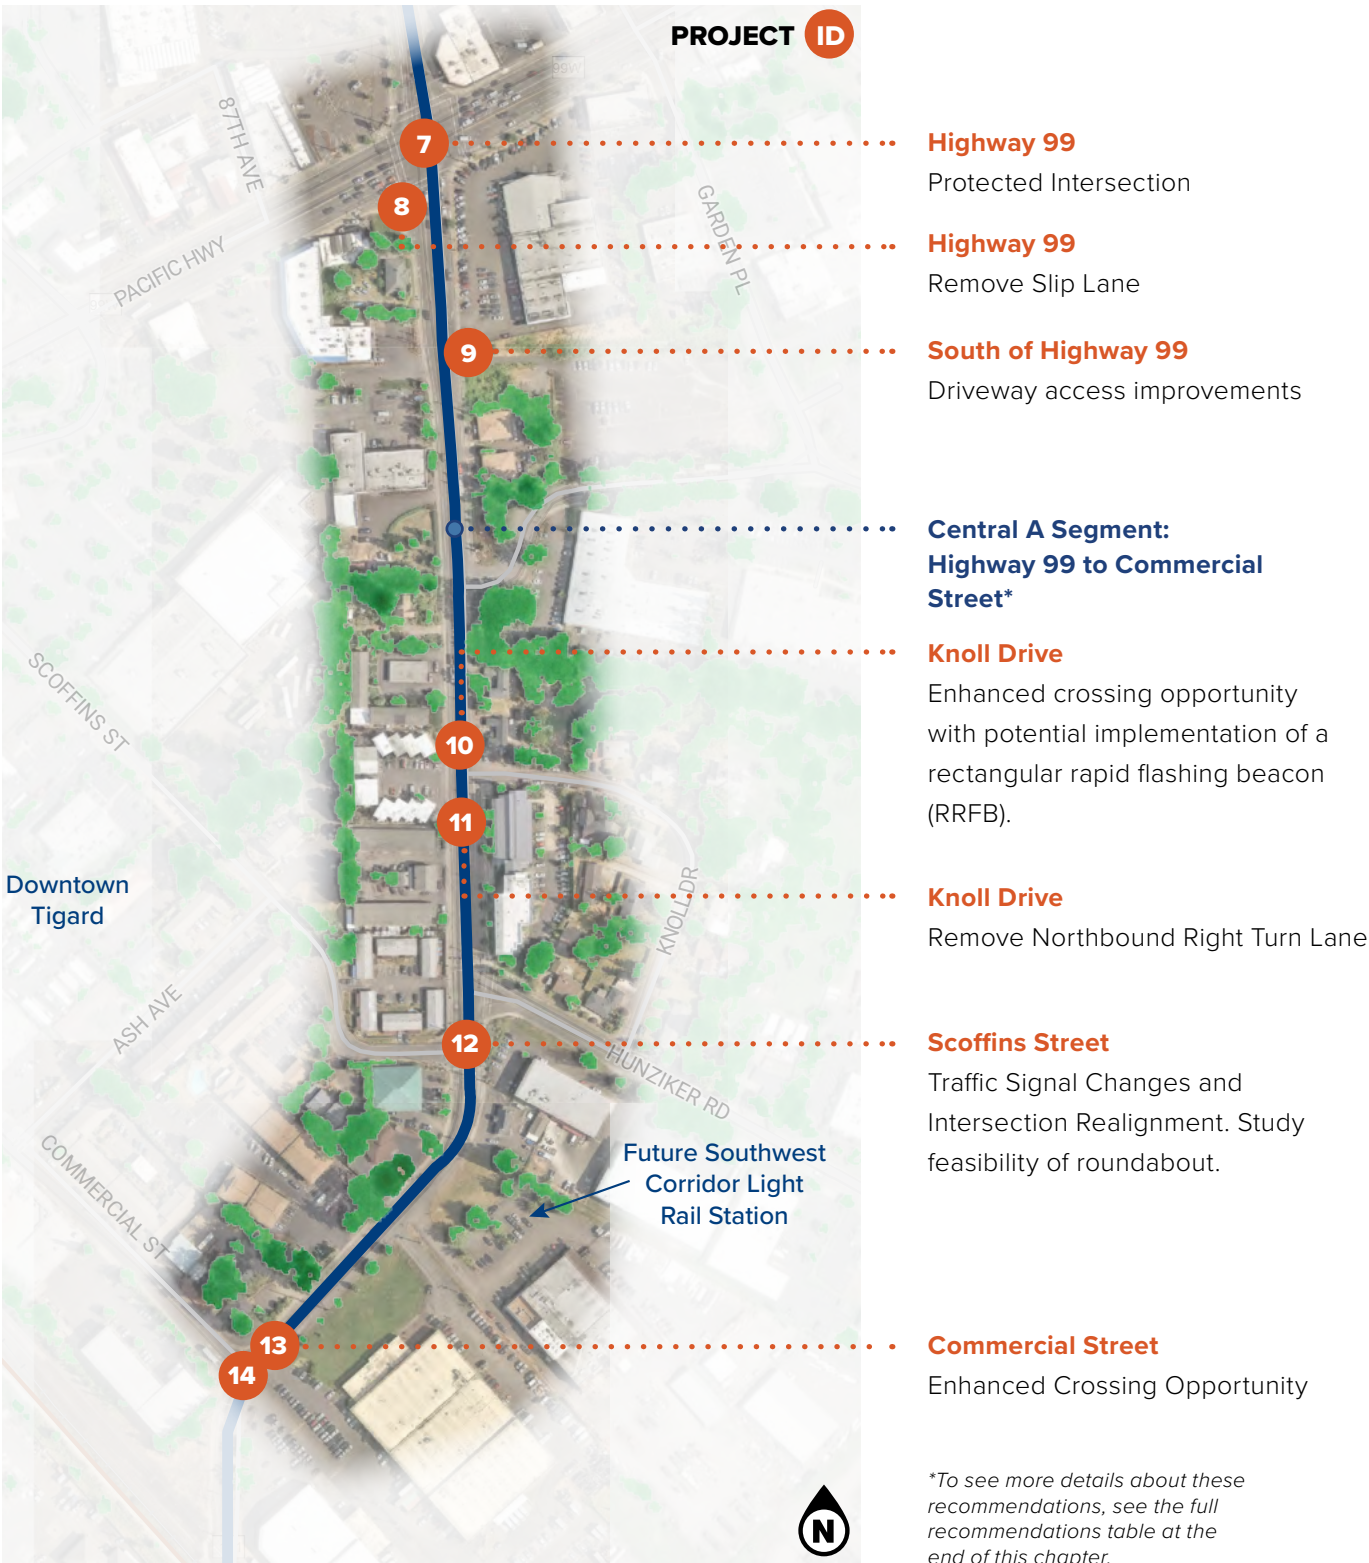 PROJECT ID
99W
87TH AVE
7
Highway 99
Protected Intersection
8
GARDEN PL
PACIFIC HWY
Highway 99
Remove Slip Lane
9
South of Highway 99
Driveway access improvements
Central A Segment:
Highway 99 to Commercial
Street*
SCOFFINS ST
Knoll Drive
Enhanced crossing opportunity
with potential implementation of a
rectangular rapid flashing beacon
(RRFB).
10
11
Downtown
Tigard
KNOLL DR
Knoll Drive
Remove Northbound Right Turn Lane
ASH AVE
12
HUNZIKER RD
Scoffins Street
Traffic Signal Changes and
Intersection Realignment. Study
feasibility of roundabout.
COMMERCIAL ST
Future Southwest
Corridor Light
Rail Station
13
14
Commercial Street
Enhanced Crossing Opportunity
N
*To see more details about these
recommendations, see the full
recommendations table at the
end of this chapter.